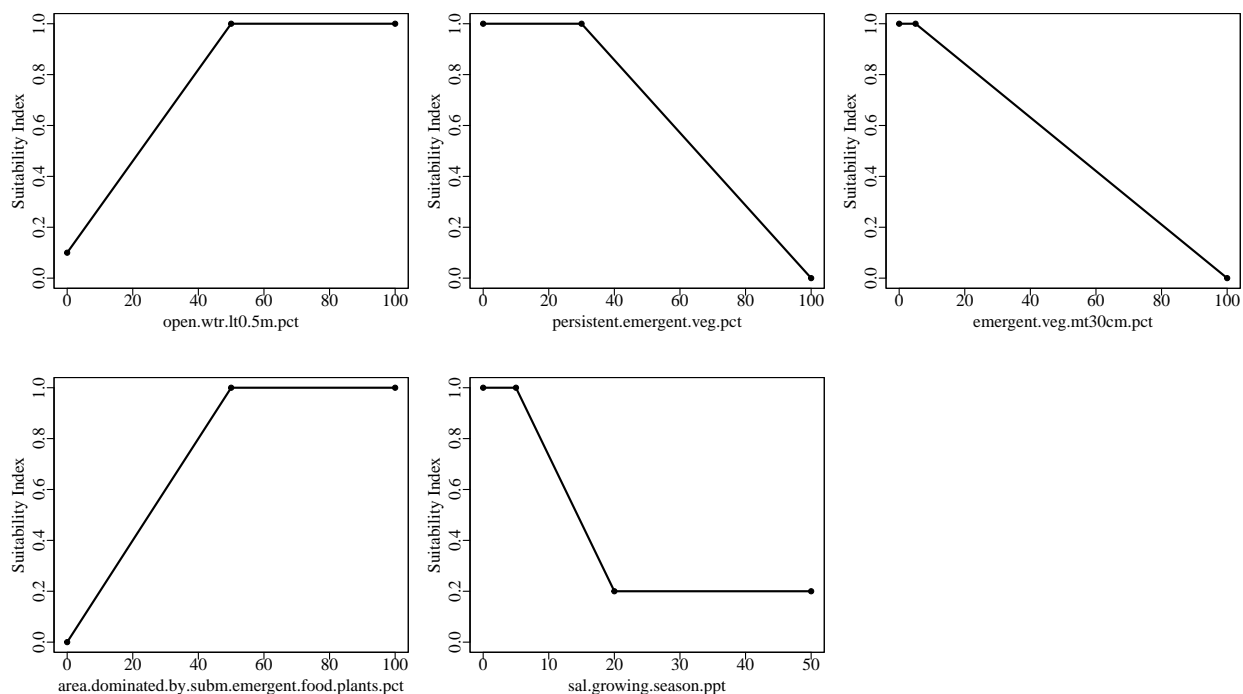 Suitability Index
0.0 0.2 0.4 0.6 0.8 1.0
0 20 40 60 80 100
open.wtr.lt0.5m.pct
Suitability Index
0.0 0.2 0.4 0.6 0.8 1.0
0 20 40 60 80 100
persistent.emergent.veg.pct
Suitability Index
0.0 0.2 0.4 0.6 0.8 1.0
0 20 40 60 80 100
emergent.veg.mt30cm.pct
Suitability Index
0.0 0.2 0.4 0.6 0.8 1.0
0 20 40 60 80 100
area.dominated.by.subm.emergent.food.plants.pct
Suitability Index
0.0 0.2 0.4 0.6 0.8 1.0
0 10 20 30 40 50
sal.growing.season.ppt